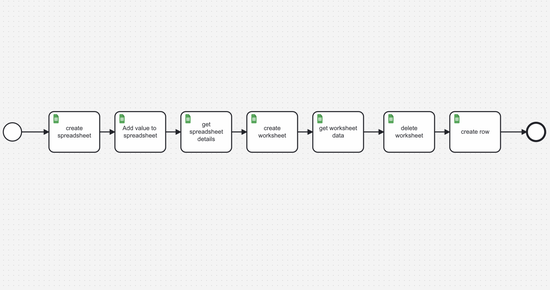 create
spreadsheet
Add value to
spreadsheet
get
spreadsheet
details
create
worksheet
get worksheet
data
delete
worksheet
create row